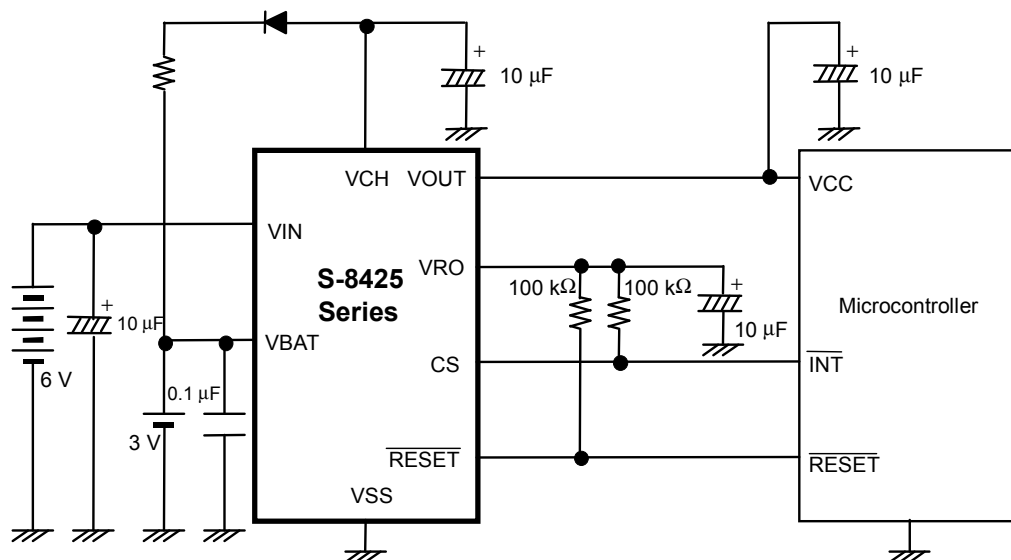 +
10 μF
+
10 μF
VCH
VOUT
VCC
VIN
S-8425
Series
VRO
100 kΩ
100 kΩ
+
10 μF
Microcontroller
+
10 μF
6 V
VBAT
CS
INT
0.1 μF
3 V
RESET
RESET
VSS